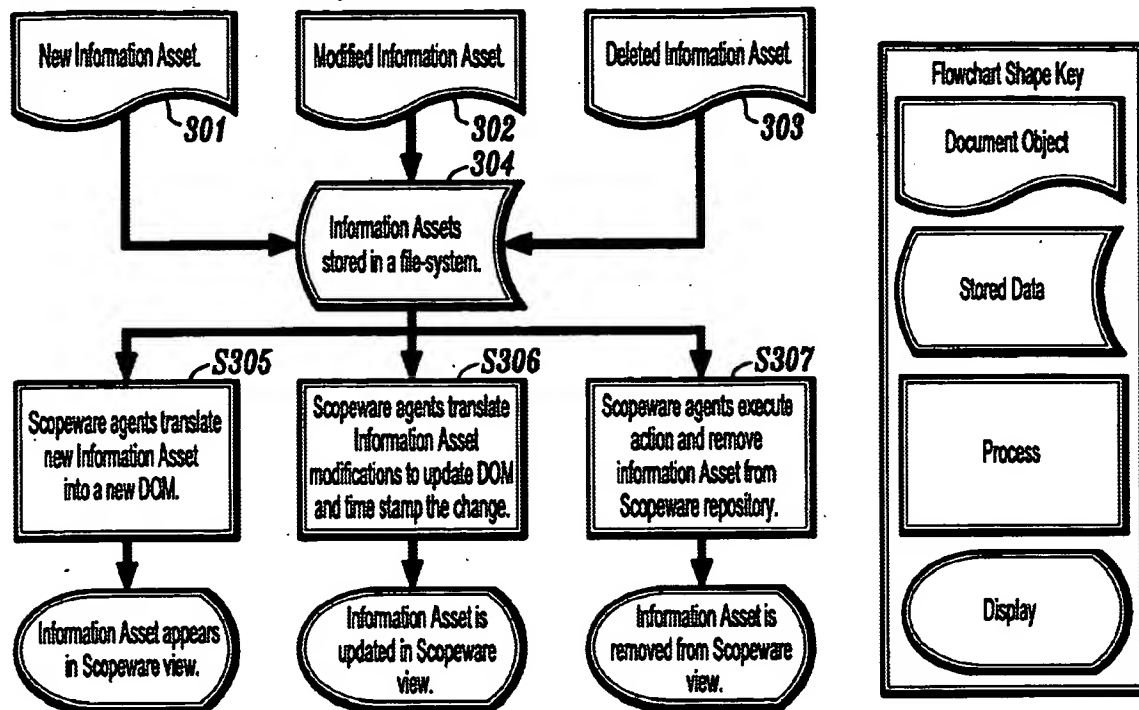 New Information Asset.
301
Modified Information Asset.
302
Deleted Information Asset.
303
304
Information Assets
stored in a file-system.
S305
Scopeware agents translate
new Information Asset
into a new DOM.
S306
Scopeware agents translate
Information Asset
modifications to update DOM
and time stamp the change.
S307
Scopeware agents execute
action and remove
information Asset from
Scopeware repository.
Information Asset appears
in Scopeware view.
Information Asset is
updated in Scopeware
view.
Information Asset is
removed from Scopeware
view.
Flowchart Shape Key
Document Object
Stored Data
Process
Display